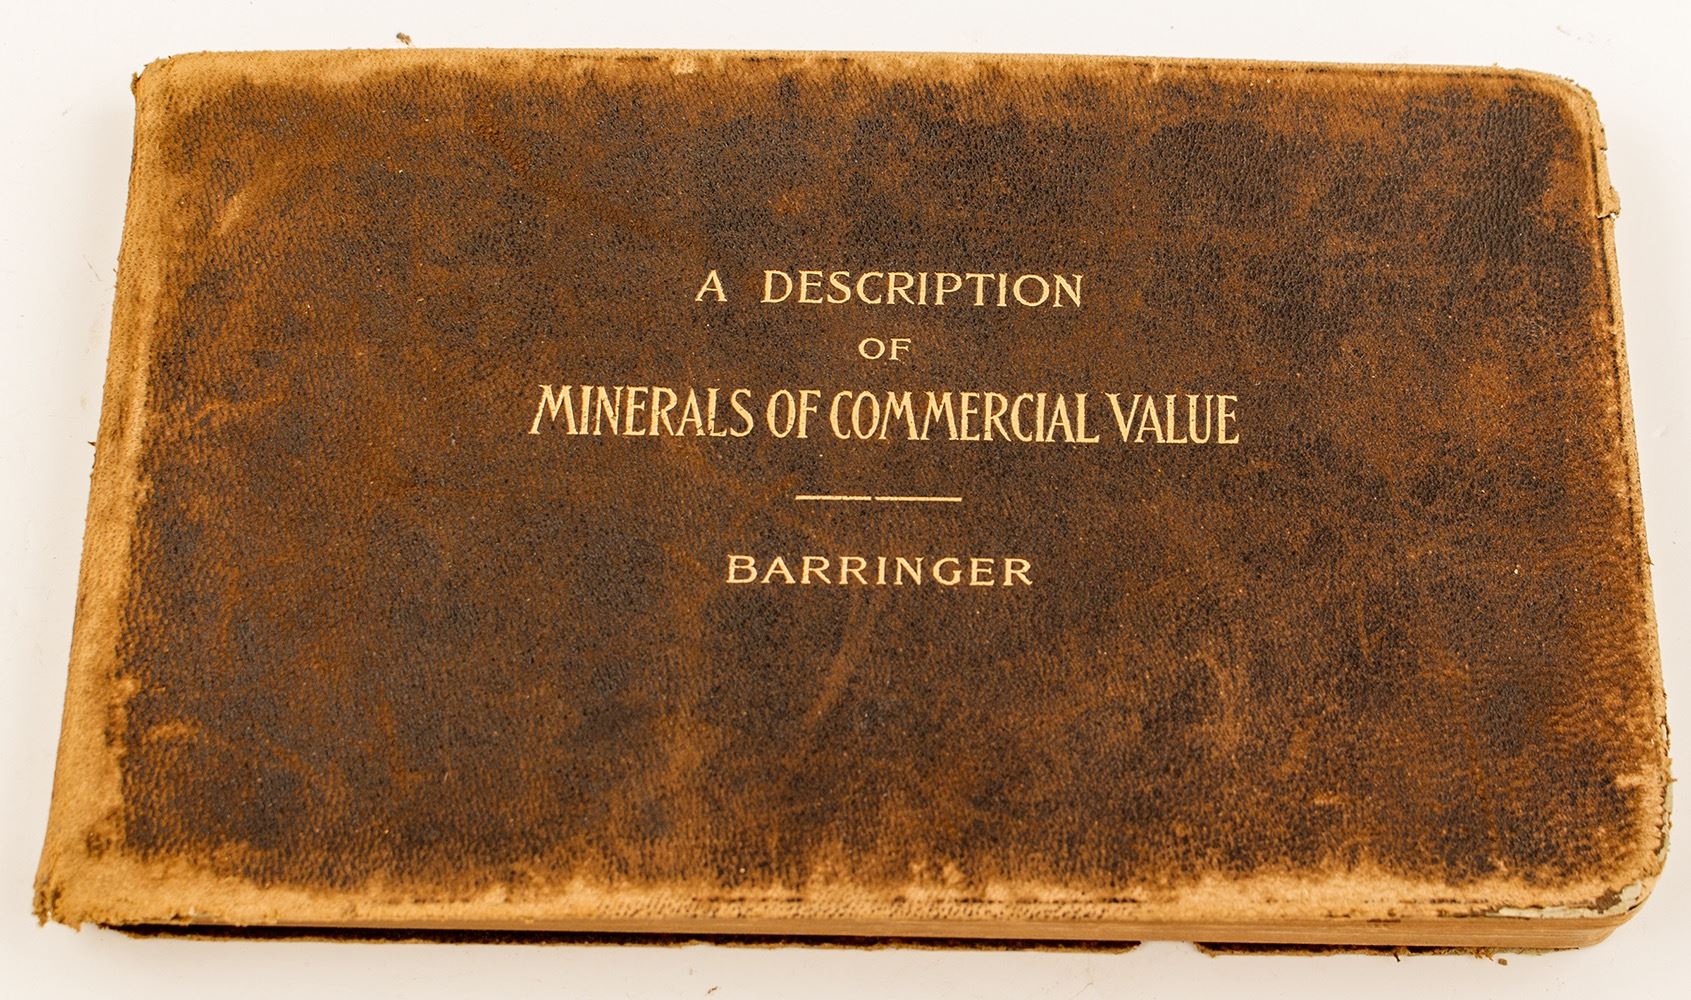 A DESCRIPTION
OF
MINERALS OF COMMERCIAL VALUE
BARRINGER